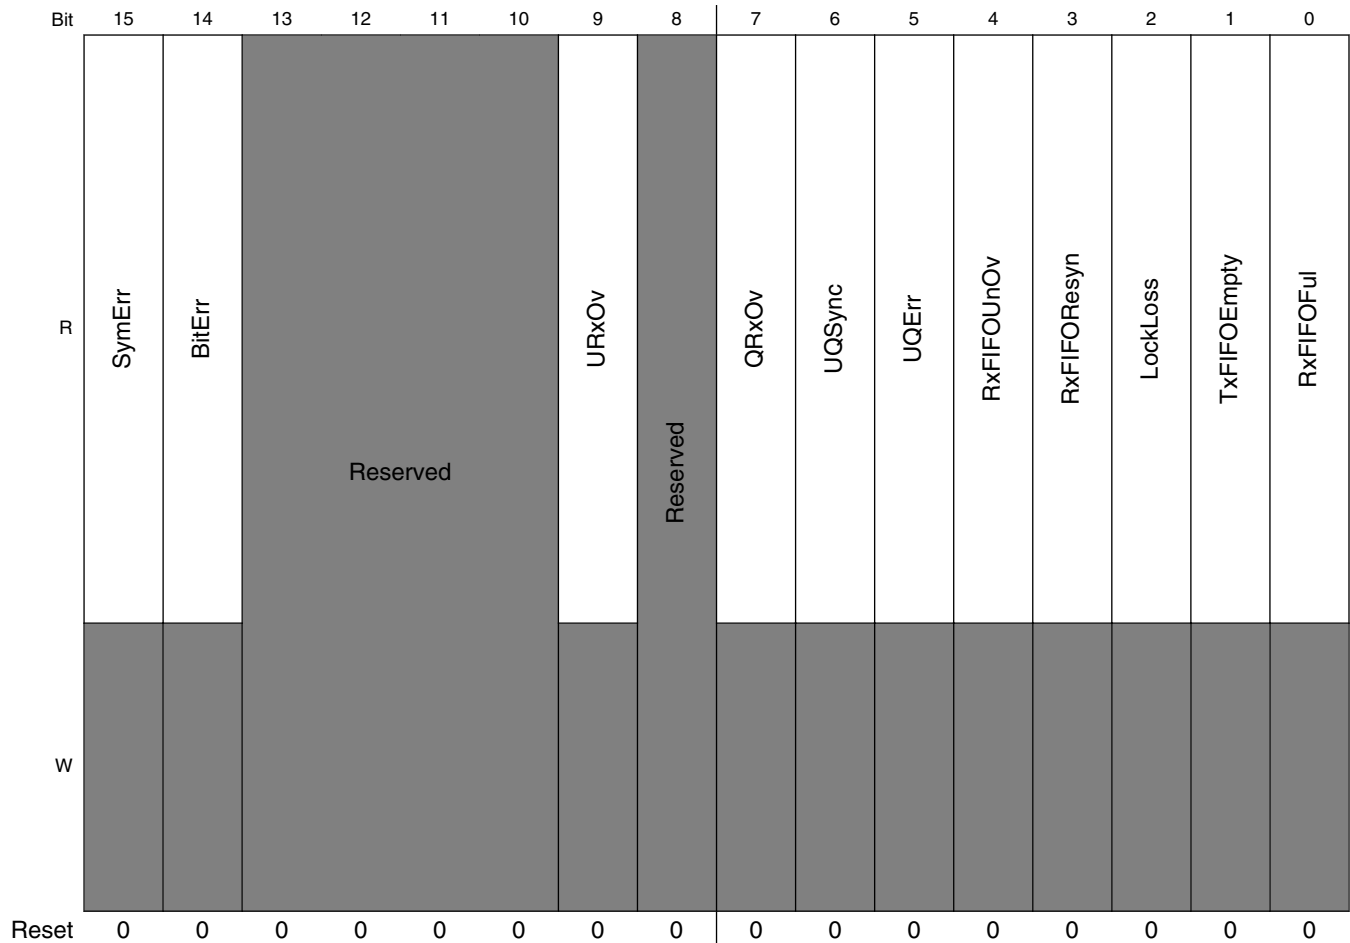 Bit 15 14 13 12 11 10 9 8 7 6 5 4 3 2 1 0
R SymErr BitErr Reserved URxOv Reserved QRxOv UQSync UQErr RxFIFOUnOv RxFIFOResyn LockLoss TxFIFOEmpty RxFIFOFul
W
Reset 0 0 0 0 0 0 0 0 0 0 0 0 0 0 0 0